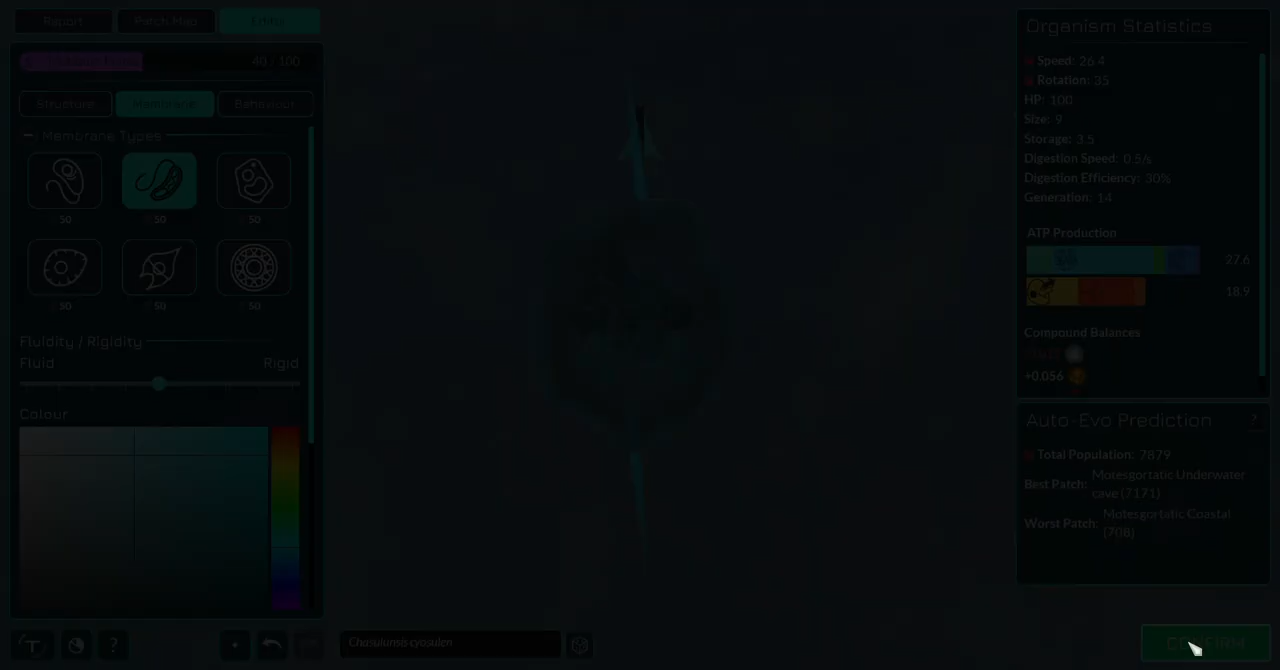 Report
Patch Map
Editor
40 / 100
Structure
Membrane
Behaviour
Membrane Types
50
50
50
50
50
50
Fluidity / Rigidity
Fluid
Rigid
Colour
?
Chasulunsis cyosulen
Organism Statistics
Speed: 26.4
Rotation: 35
HP: 100
Size: 9
Storage: 3.5
Digestion Speed: 0.5/s
Digestion Efficiency: 30%
Generation: 14
ATP Production
27.6
18.9
Compound Balances
+0.056
Auto-Evo Prediction
?
Total Population: 7879
Best Patch: Motesgortatic Underwater
cave (7171)
Worst Patch: Motesgortatic Coastal
(708)
CONFIRM